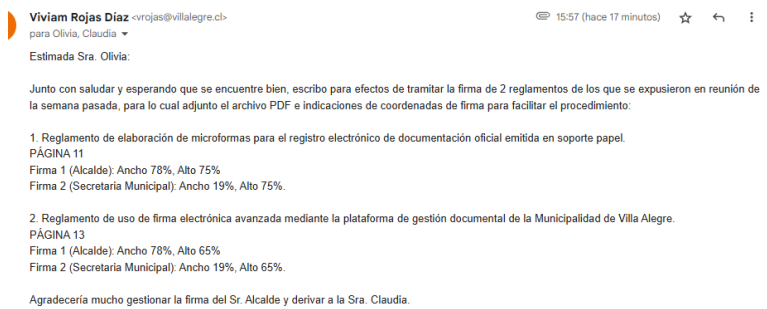 Viviam Rojas Díaz <vrojas@villalegre.cl>
15:57 (hace 17 minutos)
para Olivia, Claudia
Estimada Sra. Olivia:
Junto con saludar y esperando que se encuentre bien, escribo para efectos de tramitar la firma de 2 reglamentos de los que se expusieron en reunión de
la semana pasada, para lo cual adjunto el archivo PDF e indicaciones de coordenadas de firma para facilitar el procedimiento:
1. Reglamento de elaboración de microformas para el registro electrónico de documentación oficial emitida en soporte papel.
PÁGINA 11
Firma 1 (Alcalde): Ancho 78%, Alto 75%
Firma 2 (Secretaria Municipal): Ancho 19%, Alto 75%.
2. Reglamento de uso de firma electrónica avanzada mediante la plataforma de gestión documental de la Municipalidad de Villa Alegre.
PÁGINA 13
Firma 1 (Alcalde): Ancho 78%, Alto 65%
Firma 2 (Secretaria Municipal): Ancho 19%, Alto 65%.
Agradecería mucho gestionar la firma del Sr. Alcalde y derivar a la Sra. Claudia.